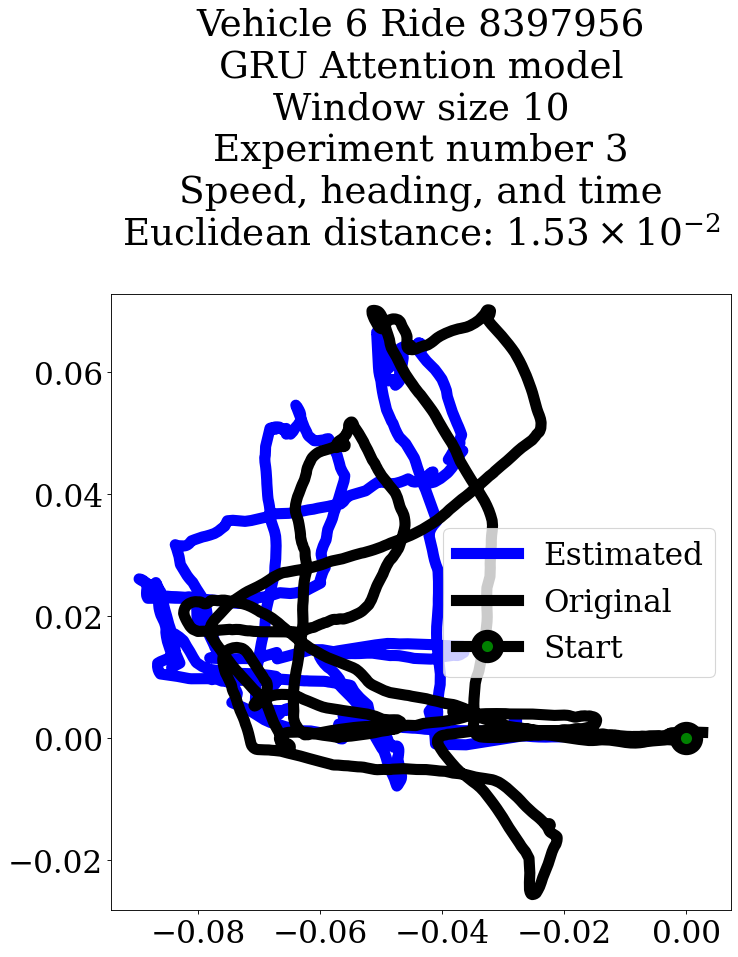 Vehicle 6 Ride 8397956
GRU Attention model
Window size 10
Experiment number 3
Speed, heading, and time
Euclidean distance: 1.53 × 10⁻²
0.06
0.04
0.02
0.00
−0.02
Estimated
Original
Start
−0.08 −0.06 −0.04 −0.02 0.00